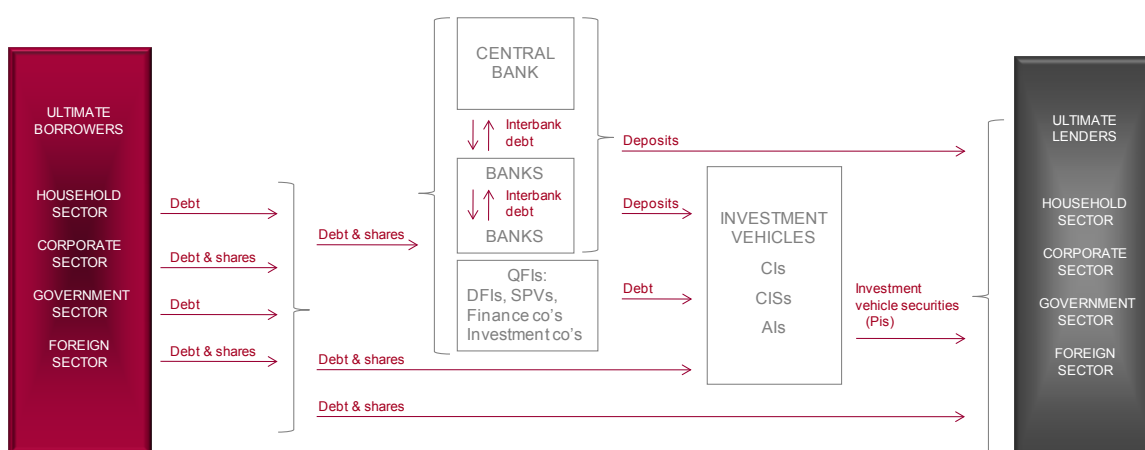 ULTIMATE
BORROWERS
HOUSEHOLD
SECTOR
CORPORATE
SECTOR
GOVERNMENT
SECTOR
FOREIGN
SECTOR
Debt
Debt & shares
Debt
Debt & shares
Debt & shares
Debt & shares
Debt & shares
CENTRAL
BANK
Interbank
debt
BANKS
Interbank
debt
BANKS
QFIs:
DFIs, SPVs,
Finance co’s
Investment co’s
Deposits
Deposits
Debt
INVESTMENT
VEHICLES
CIs
CISs
AIs
Investment
vehicle securities
(PIs)
ULTIMATE
LENDERS
HOUSEHOLD
SECTOR
CORPORATE
SECTOR
GOVERNMENT
SECTOR
FOREIGN
SECTOR